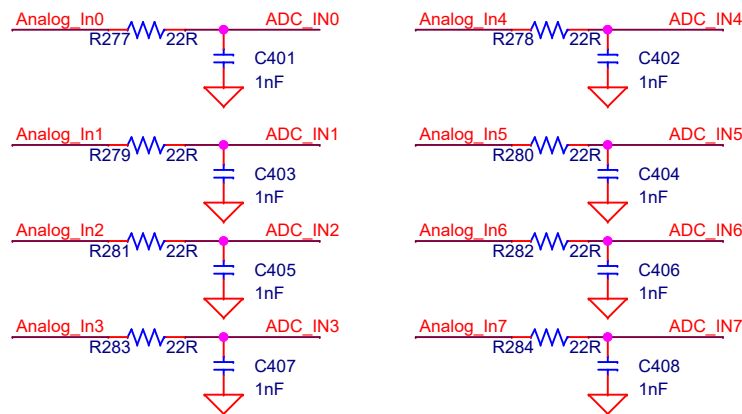 Analog_In0 ADC_IN0
R277 22R
C401
1nF
Analog_In4 ADC_IN4
R278 22R
C402
1nF
Analog_In1 ADC_IN1
R279 22R
C403
1nF
Analog_In5 ADC_IN5
R280 22R
C404
1nF
Analog_In2 ADC_IN2
R281 22R
C405
1nF
Analog_In6 ADC_IN6
R282 22R
C406
1nF
Analog_In3 ADC_IN3
R283 22R
C407
1nF
Analog_In7 ADC_IN7
R284 22R
C408
1nF